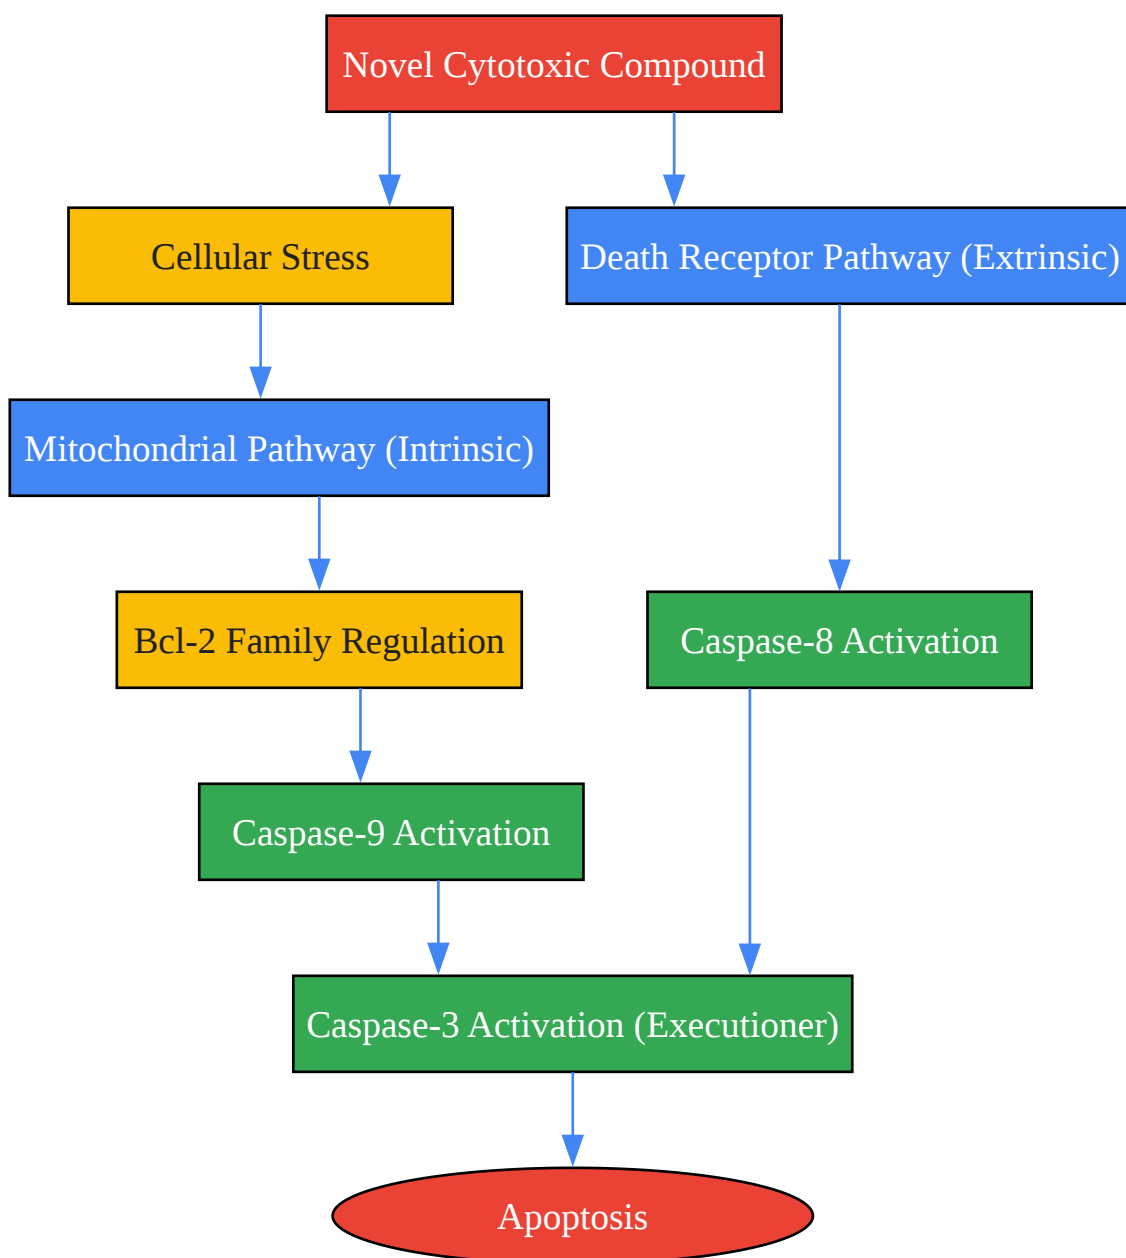 Novel Cytotoxic Compound
Cellular Stress
Death Receptor Pathway (Extrinsic)
Mitochondrial Pathway (Intrinsic)
Bcl-2 Family Regulation
Caspase-8 Activation
Caspase-9 Activation
Caspase-3 Activation (Executioner)
Apoptosis